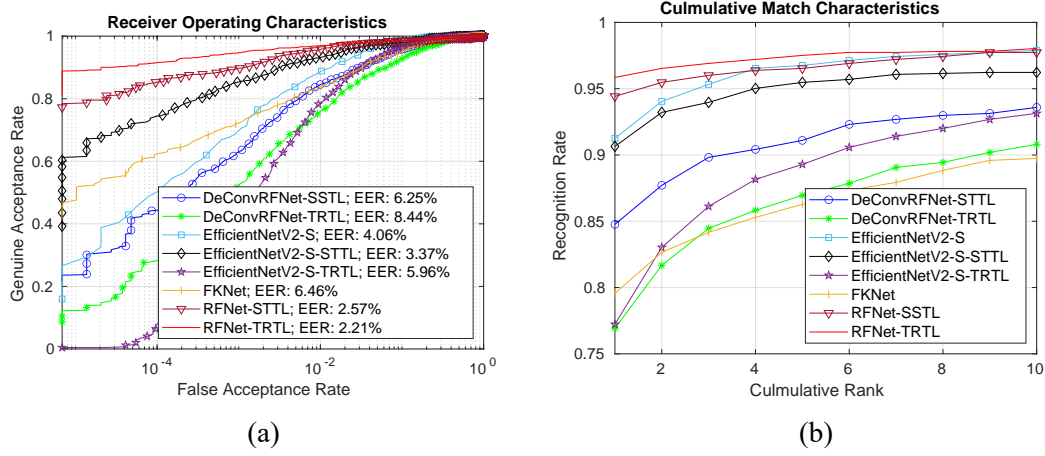 Receiver Operating Characteristics
1
0.8
0.6
0.4
0.2
0
Genuine Acceptance Rate
DeConvRFNet-SSTL; EER: 6.25%
DeConvRFNet-TRTL; EER: 8.44%
EfficientNetV2-S; EER: 4.06%
EfficientNetV2-S-STTL; EER: 3.37%
EfficientNetV2-S-TRTL; EER: 5.96%
FKNet; EER: 6.46%
RFNet-STTL; EER: 2.57%
RFNet-TRTL; EER: 2.21%
10-4
10-2
100
False Acceptance Rate
(a)
Culmulative Match Characteristics
1
0.95
0.9
0.85
0.8
0.75
Recognition Rate
DeConvRFNet-STTL
DeConvRFNet-TRTL
EfficientNetV2-S
EfficientNetV2-S-STTL
EfficientNetV2-S-TRTL
FKNet
RFNet-SSTL
RFNet-TRTL
2 4 6 8 10
Culmulative Rank
(b)